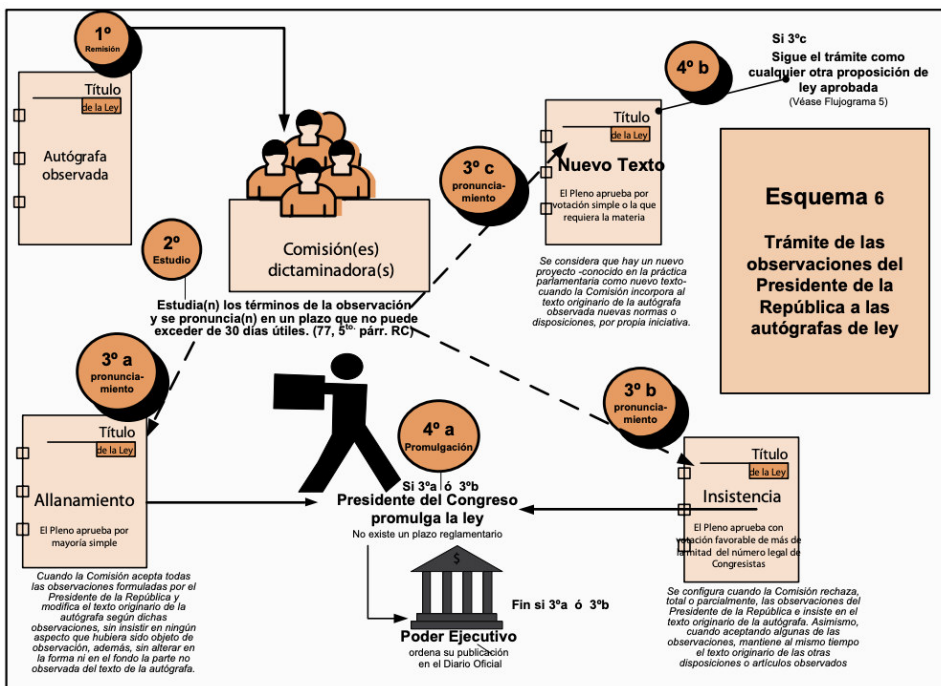 1º
Remisión
Título
de la Ley
Autógrafa
observada
Comisión(es)
dictaminadora(s)
2º
Estudio
Estudia(n) los términos de la observación
y se pronuncia(n) en un plazo que no puede
exceder de 30 días útiles. (77, 5to. párr. RC)
3º c
pronuncia-
miento
Título
de la Ley
Nuevo Texto
El Pleno aprueba por
votación simple o la que
requiera la materia
Se considera que hay un nuevo
proyecto -conocido en la práctica
parlamentaria como nuevo texto-
cuando la Comisión incorpora al
texto originario de la autógrafa
observada nuevas normas o
disposiciones, por propia iniciativa.
4º b
Si 3ºc
Sigue el trámite como
cualquier otra proposición de
ley aprobada
(Véase Flujograma 5)
Esquema 6
Trámite de las
observaciones del
Presidente de la
República a las
autógrafas de ley
3º a
pronuncia-
miento
Título
de la Ley
Allanamiento
El Pleno aprueba por
mayoría simple
Cuando la Comisión acepta todas
las observaciones formuladas por el
Presidente de la República y
modifica el texto originario de la
autógrafa según dichas
observaciones, sin insistir en ningún
aspecto que hubiera sido objeto de
observación, además, sin alterar en
la forma ni en el fondo la parte no
observada del texto de la autógrafa.
4º a
Promulgación
Si 3ºa ó 3ºb
Presidente del Congreso
promulga la ley
No existe un plazo reglamentario
$
Fin si 3ºa ó 3ºb
Poder Ejecutivo
ordena su publicación
en el Diario Oficial
3º b
pronuncia-
miento
Título
de la Ley
Insistencia
El Pleno aprueba con
votación favorable de más de
la mitad del número legal de
Congresistas
Se configura cuando la Comisión rechaza,
total o parcialmente, las observaciones del
Presidente de la República e insiste en el
texto originario de la autógrafa. Asimismo,
cuando aceptando algunas de las
observaciones, mantiene al mismo tiempo
el texto originario de las otras
disposiciones o artículos observados